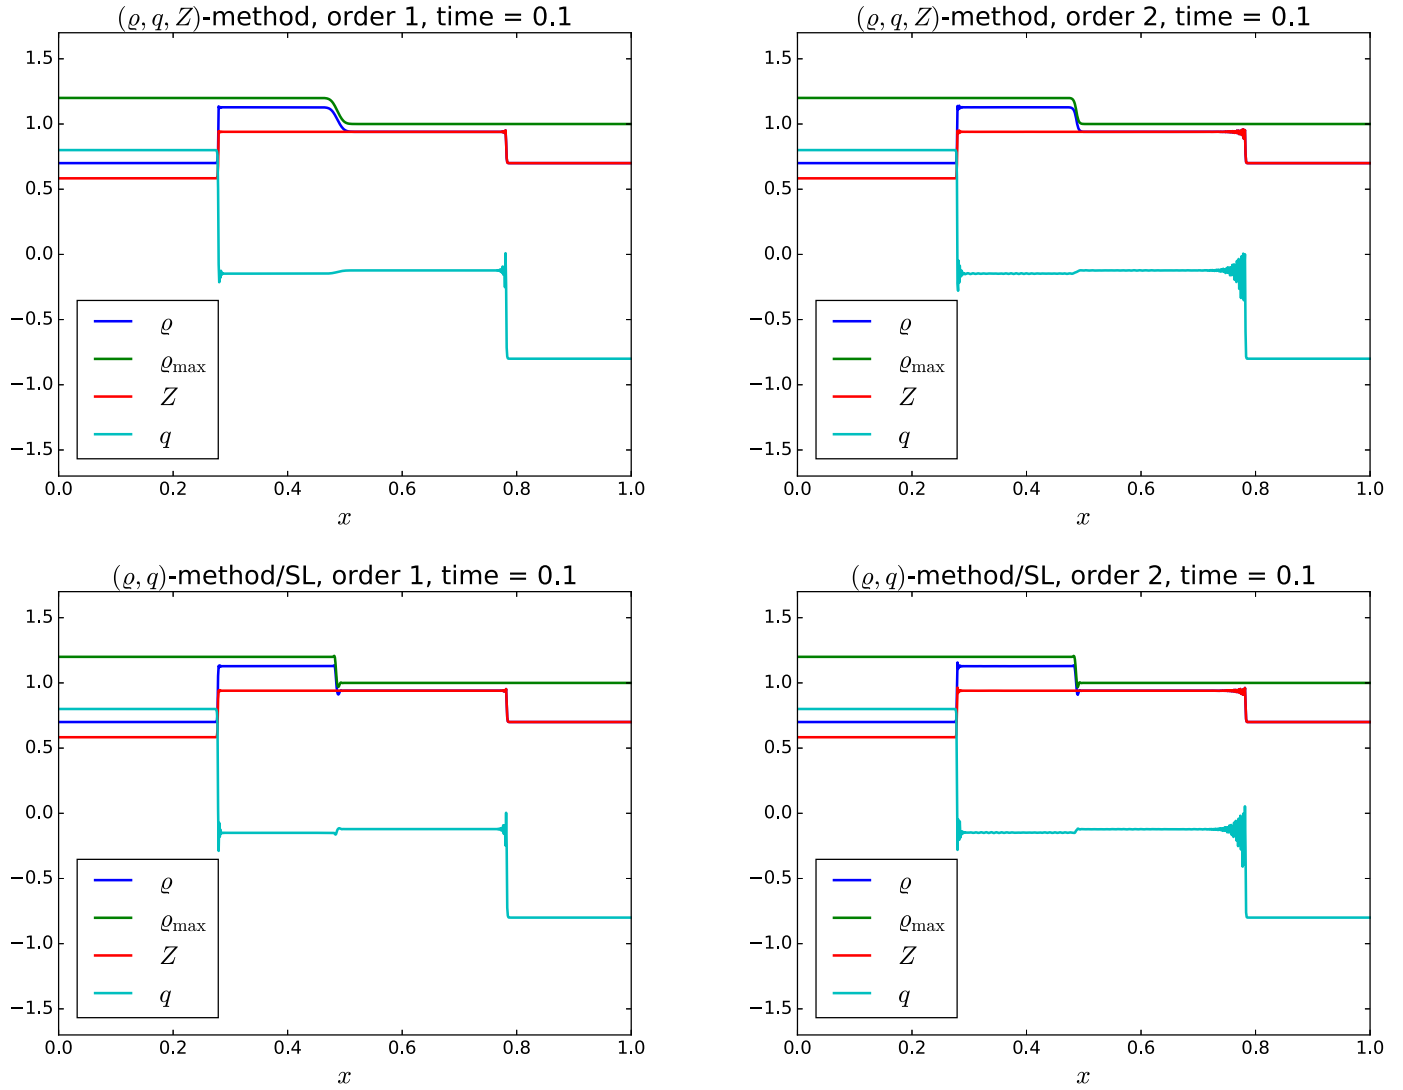 (ϱ, q, Z)-method, order 1, time = 0.1
1.5
1.0
0.5
0.0
−0.5
−1.0
−1.5
ϱ
ϱmax
Z
q
0.0 0.2 0.4 0.6 0.8 1.0
x
(ϱ, q, Z)-method, order 2, time = 0.1
1.5
1.0
0.5
0.0
−0.5
−1.0
−1.5
ϱ
ϱmax
Z
q
0.0 0.2 0.4 0.6 0.8 1.0
x
(ϱ, q)-method/SL, order 1, time = 0.1
1.5
1.0
0.5
0.0
−0.5
−1.0
−1.5
ϱ
ϱmax
Z
q
0.0 0.2 0.4 0.6 0.8 1.0
x
(ϱ, q)-method/SL, order 2, time = 0.1
1.5
1.0
0.5
0.0
−0.5
−1.0
−1.5
ϱ
ϱmax
Z
q
0.0 0.2 0.4 0.6 0.8 1.0
x